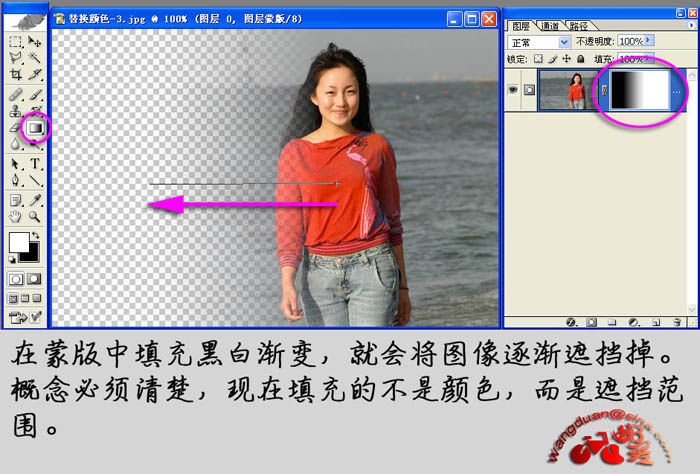 替换颜色-3.jpg @ 100% (图层 0, 图层蒙版/8)
图层 通道 路径
正常 不透明度: 100%
锁定: 填充: 100%
T
在蒙版中填充黑白渐变，就会将图像逐渐遮挡掉。
概念必须清楚，现在填充的不是颜色，而是遮挡范
围。
wangduan@sina.com